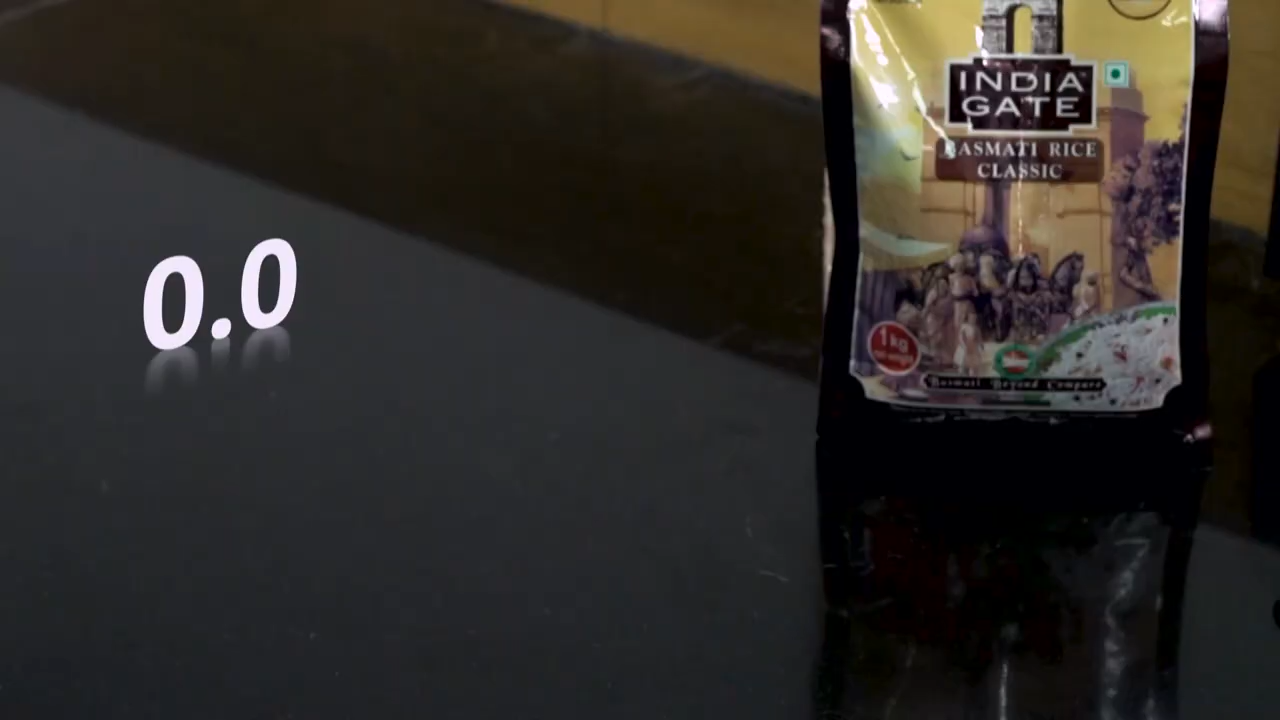 0.0
INDIA
GATE
BASMATI RICE
CLASSIC
1kg
Basmati Beyond Compare